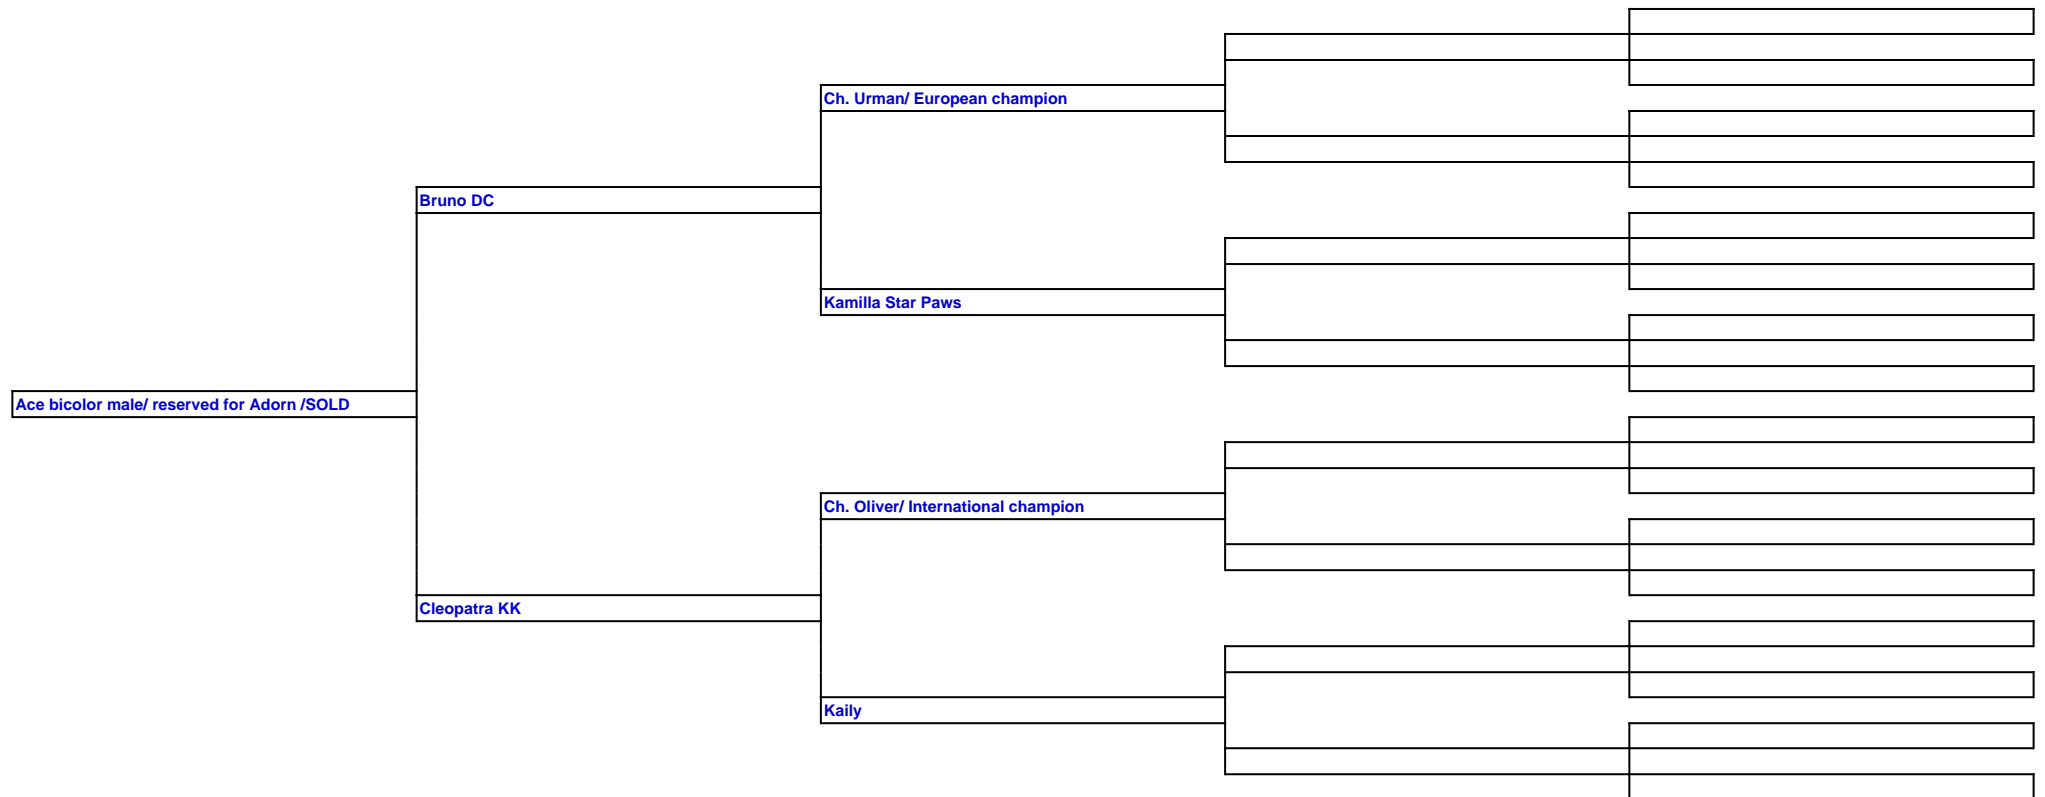 Ch. Urman/ European champion
Bruno DC
Kamilla Star Paws
Ace bicolor male/ reserved for Adorn /SOLD
Ch. Oliver/ International champion
Cleopatra KK
Kaily